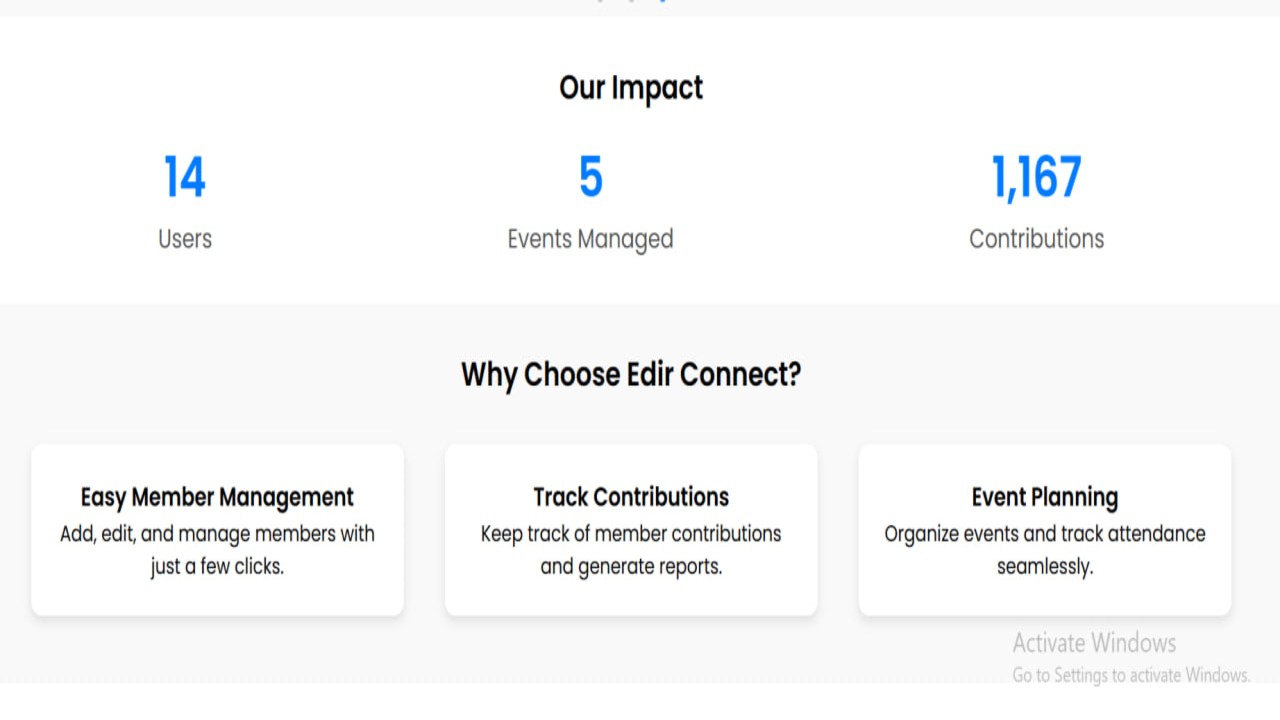 Our Impact
14
5
1,167
Users
Events Managed
Contributions
Why Choose Edir Connect?
Easy Member Management
Add, edit, and manage members with
just a few clicks.
Track Contributions
Keep track of member contributions
and generate reports.
Event Planning
Organize events and track attendance
seamlessly.
Activate Windows
Go to Settings to activate Windows.